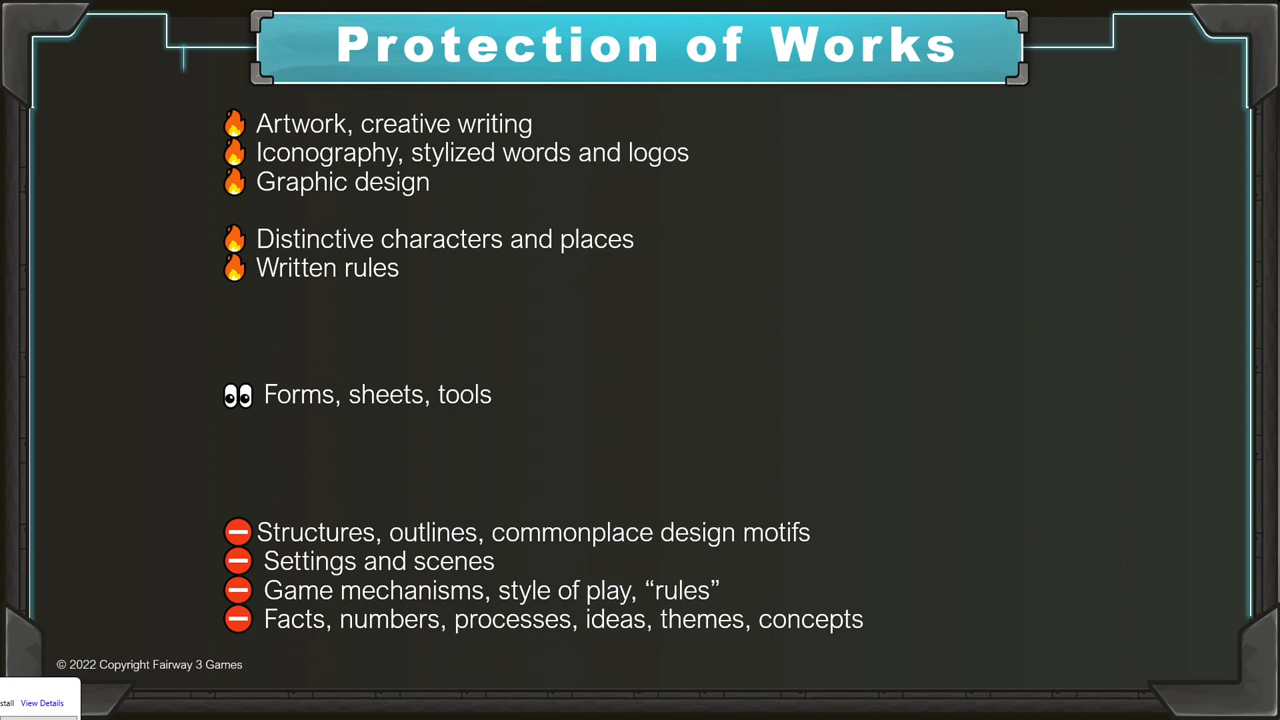 Protection of Works
Artwork, creative writing
Iconography, stylized words and logos
Graphic design
Distinctive characters and places
Written rules
Forms, sheets, tools
Structures, outlines, commonplace design motifs
Settings and scenes
Game mechanisms, style of play, “rules”
Facts, numbers, processes, ideas, themes, concepts
© 2022 Copyright Fairway 3 Games
stall View Details